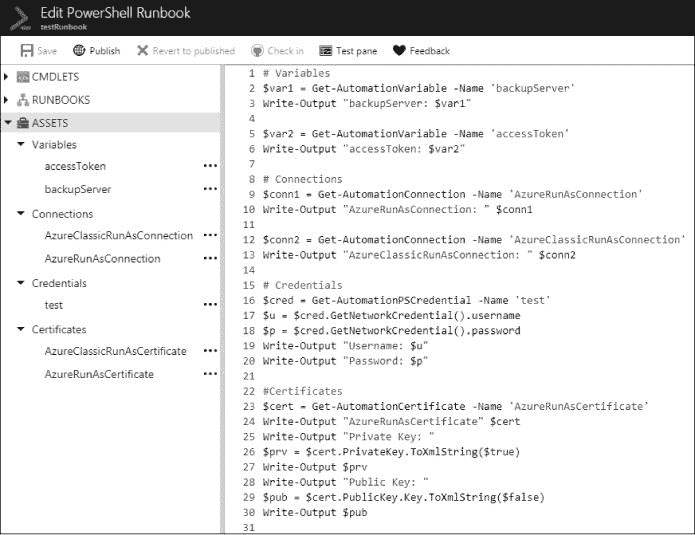 Edit PowerShell Runbook
testRunbook
Save Publish Revert to published Check in Test pane Feedback
CMDLETS
RUNBOOKS
ASSETS
Variables
accessToken
backupServer
Connections
AzureClassicRunAsConnection
AzureRunAsConnection
Credentials
test
Certificates
AzureClassicRunAsCertificate
AzureRunAsCertificate
1 # Variables
2 $var1 = Get-AutomationVariable -Name 'backupServer'
3 Write-Output "backupServer: $var1"
4
5 $var2 = Get-AutomationVariable -Name 'accessToken'
6 Write-Output "accessToken: $var2"
7
8 # Connections
9 $conn1 = Get-AutomationConnection -Name 'AzureRunAsConnection'
10 Write-Output "AzureRunAsConnection: " $conn1
11
12 $conn2 = Get-AutomationConnection -Name 'AzureClassicRunAsConnection'
13 Write-Output "AzureClassicRunAsConnection: " $conn2
14
15 # Credentials
16 $cred = Get-AutomationPSCredential -Name 'test'
17 $u = $cred.GetNetworkCredential().username
18 $p = $cred.GetNetworkCredential().password
19 Write-Output "Username: $u"
20 Write-Output "Password: $p"
21
22 #Certificates
23 $cert = Get-AutomationCertificate -Name 'AzureRunAsCertificate'
24 Write-Output "AzureRunAsCertificate" $cert
25 Write-Output "Private Key: "
26 $prv = $cert.PrivateKey.ToXmlString($true)
27 Write-Output $prv
28 Write-Output "Public Key: "
29 $pub = $cert.PublicKey.Key.ToXmlString($false)
30 Write-Output $pub
31